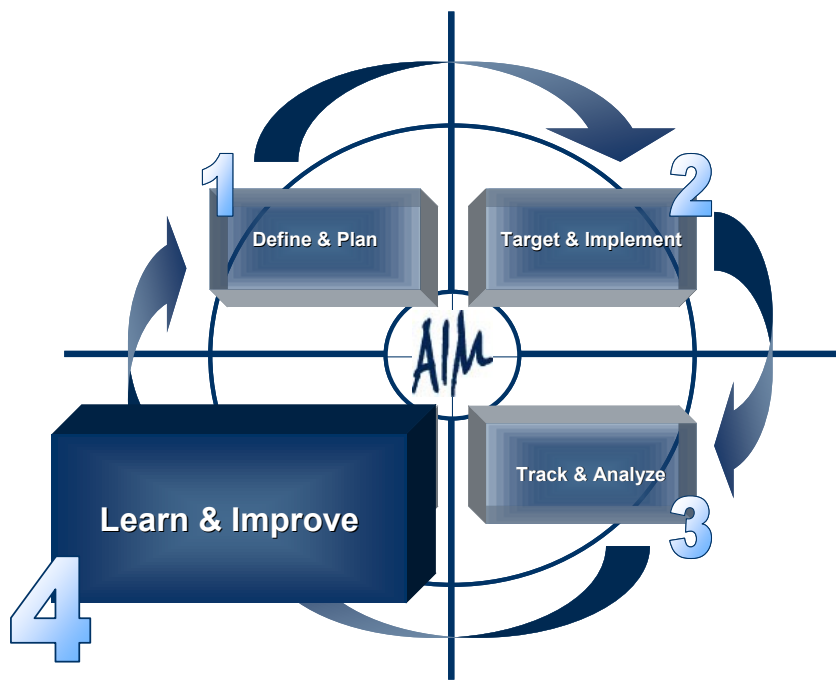 1
Define & Plan
2
Target & Implement
AIM
Track & Analyze
3
Learn & Improve
4